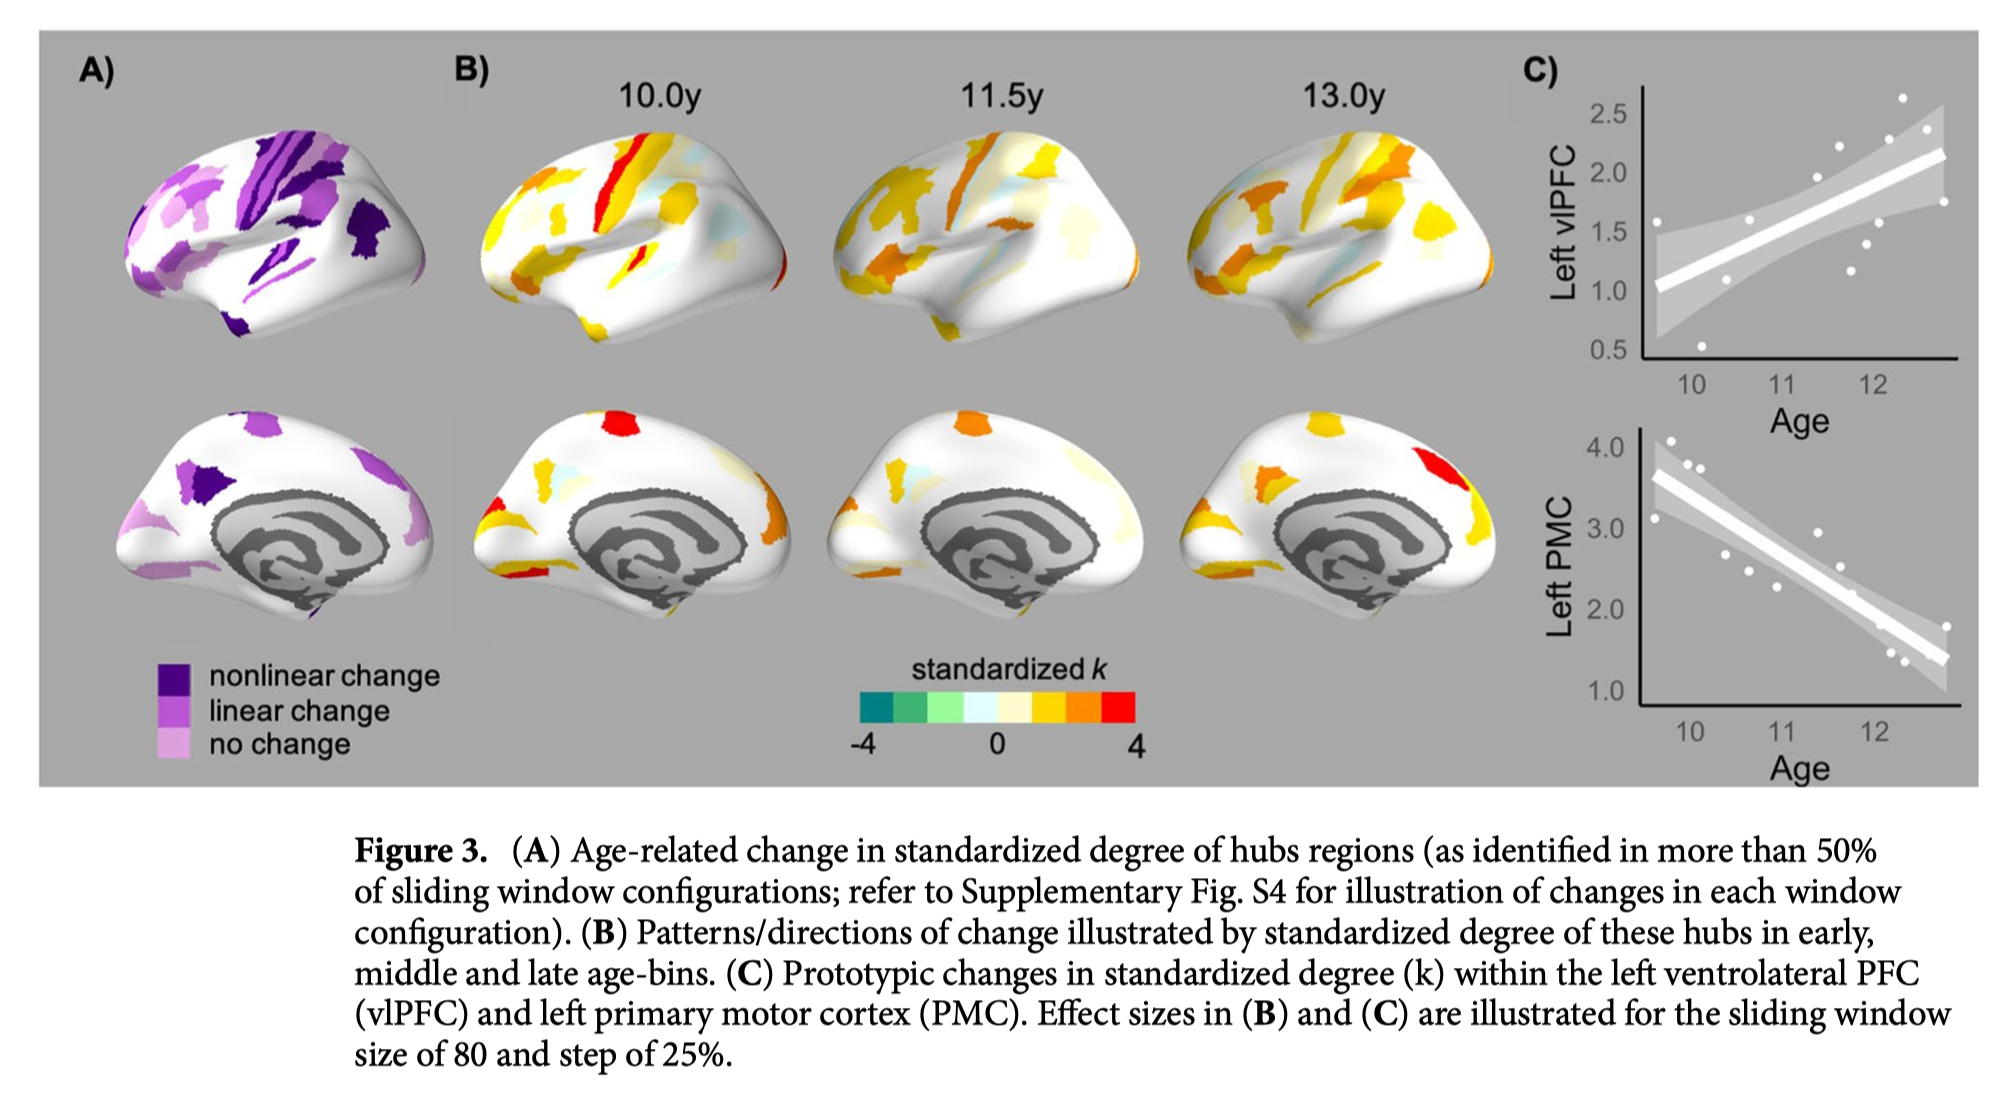 A)
B)
10.0y
11.5y
13.0y
C)
2.5
2.0
1.5
1.0
0.5
Left vlPFC
10
11
12
Age
4.0
3.0
2.0
1.0
Left PMC
10
11
12
Age
nonlinear change
linear change
no change
standardized k
-4
0
4
Figure 3. (A) Age-related change in standardized degree of hubs regions (as identified in more than 50%
of sliding window configurations; refer to Supplementary Fig. S4 for illustration of changes in each window
configuration). (B) Patterns/directions of change illustrated by standardized degree of these hubs in early,
middle and late age-bins. (C) Prototypic changes in standardized degree (k) within the left ventrolateral PFC
(vlPFC) and left primary motor cortex (PMC). Effect sizes in (B) and (C) are illustrated for the sliding window
size of 80 and step of 25%.